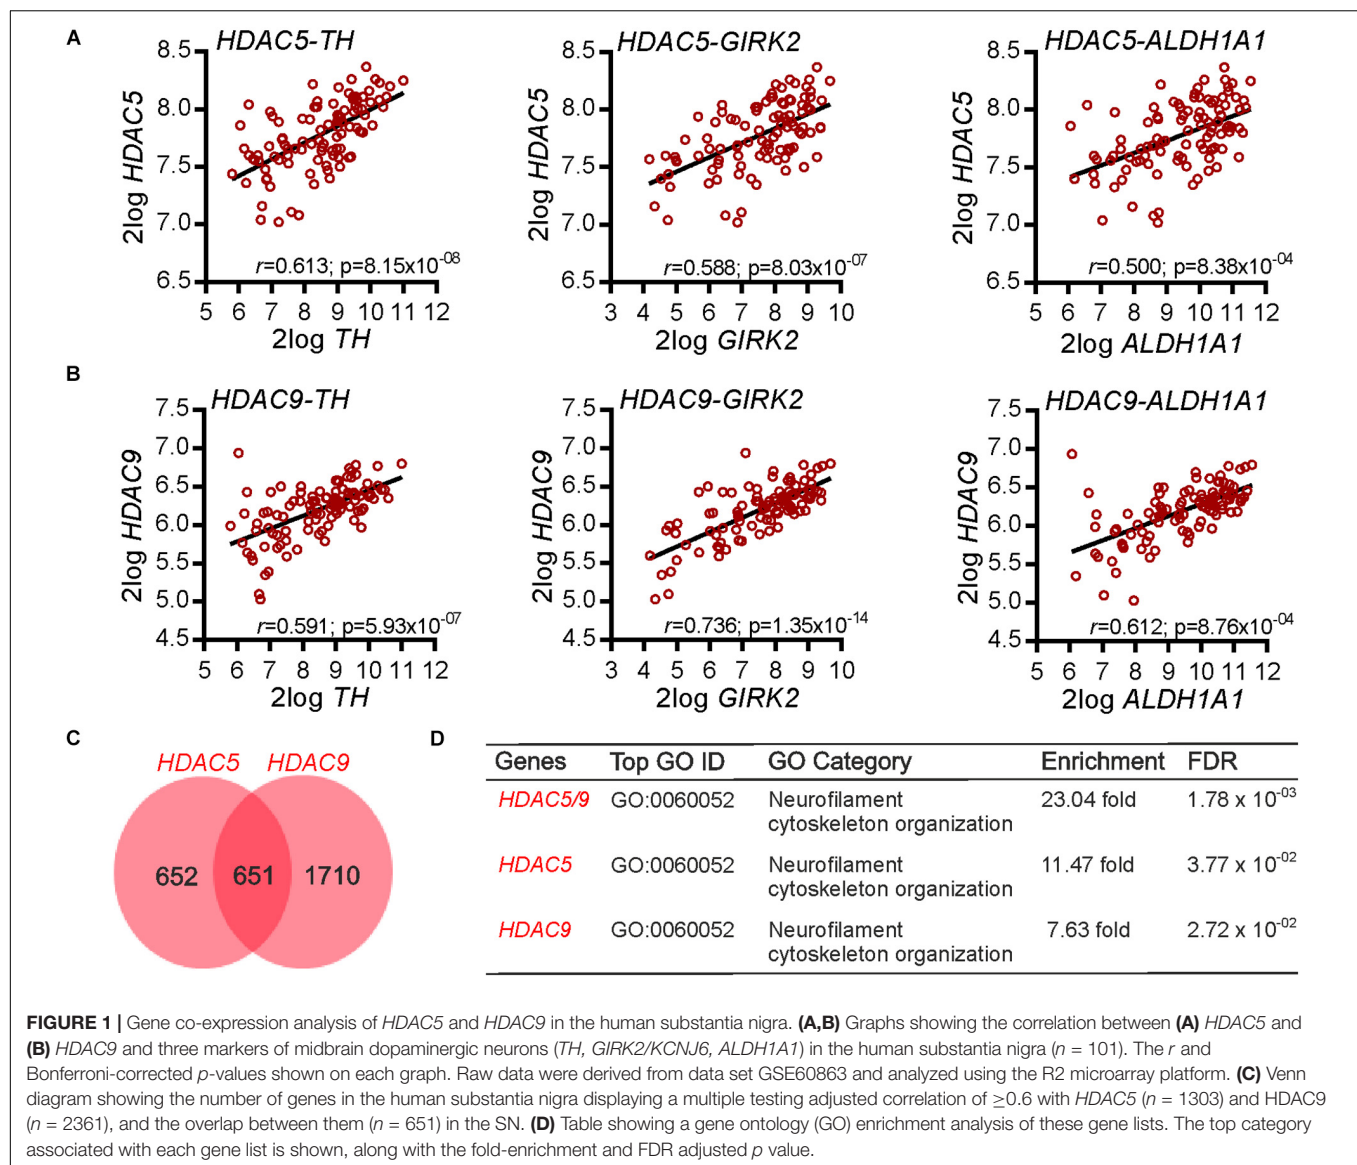 A
HDAC5-TH
HDAC5-GIRK2
HDAC5-ALDH1A1
8.5
8.0
7.5
7.0
6.5
2log HDAC5
r=0.613; p=8.15x10-08
5 6 7 8 9 10 11 12
2log TH
8.5
8.0
7.5
7.0
6.5
2log HDAC5
r=0.588; p=8.03x10-07
3 4 5 6 7 8 9 10
2log GIRK2
8.5
8.0
7.5
7.0
6.5
2log HDAC5
r=0.500; p=8.38x10-04
5 6 7 8 9 10 11 12
2log ALDH1A1
B
HDAC9-TH
HDAC9-GIRK2
HDAC9-ALDH1A1
7.5
7.0
6.5
6.0
5.5
5.0
4.5
2log HDAC9
r=0.591; p=5.93x10-07
5 6 7 8 9 10 11 12
2log TH
7.5
7.0
6.5
6.0
5.5
5.0
4.5
2log HDAC9
r=0.736; p=1.35x10-14
3 4 5 6 7 8 9 10
2log GIRK2
7.5
7.0
6.5
6.0
5.5
5.0
4.5
2log HDAC9
r=0.612; p=8.76x10-04
5 6 7 8 9 10 11 12
2log ALDH1A1
C
HDAC5 HDAC9
652 651 1710
D
Genes Top GO ID GO Category Enrichment FDR
HDAC5/9 GO:0060052 Neurofilament 23.04 fold 1.78 x 10-03
cytoskeleton organization
HDAC5 GO:0060052 Neurofilament 11.47 fold 3.77 x 10-02
cytoskeleton organization
HDAC9 GO:0060052 Neurofilament 7.63 fold 2.72 x 10-02
cytoskeleton organization
FIGURE 1 | Gene co-expression analysis of HDAC5 and HDAC9 in the human substantia nigra. (A,B) Graphs showing the correlation between (A) HDAC5 and
(B) HDAC9 and three markers of midbrain dopaminergic neurons (TH, GIRK2/KCNJ6, ALDH1A1) in the human substantia nigra (n = 101). The r and
Bonferroni-corrected p-values shown on each graph. Raw data were derived from data set GSE60863 and analyzed using the R2 microarray platform. (C) Venn
diagram showing the number of genes in the human substantia nigra displaying a multiple testing adjusted correlation of ≥0.6 with HDAC5 (n = 1303) and HDAC9
(n = 2361), and the overlap between them (n = 651) in the SN. (D) Table showing a gene ontology (GO) enrichment analysis of these gene lists. The top category
associated with each gene list is shown, along with the fold-enrichment and FDR adjusted p value.